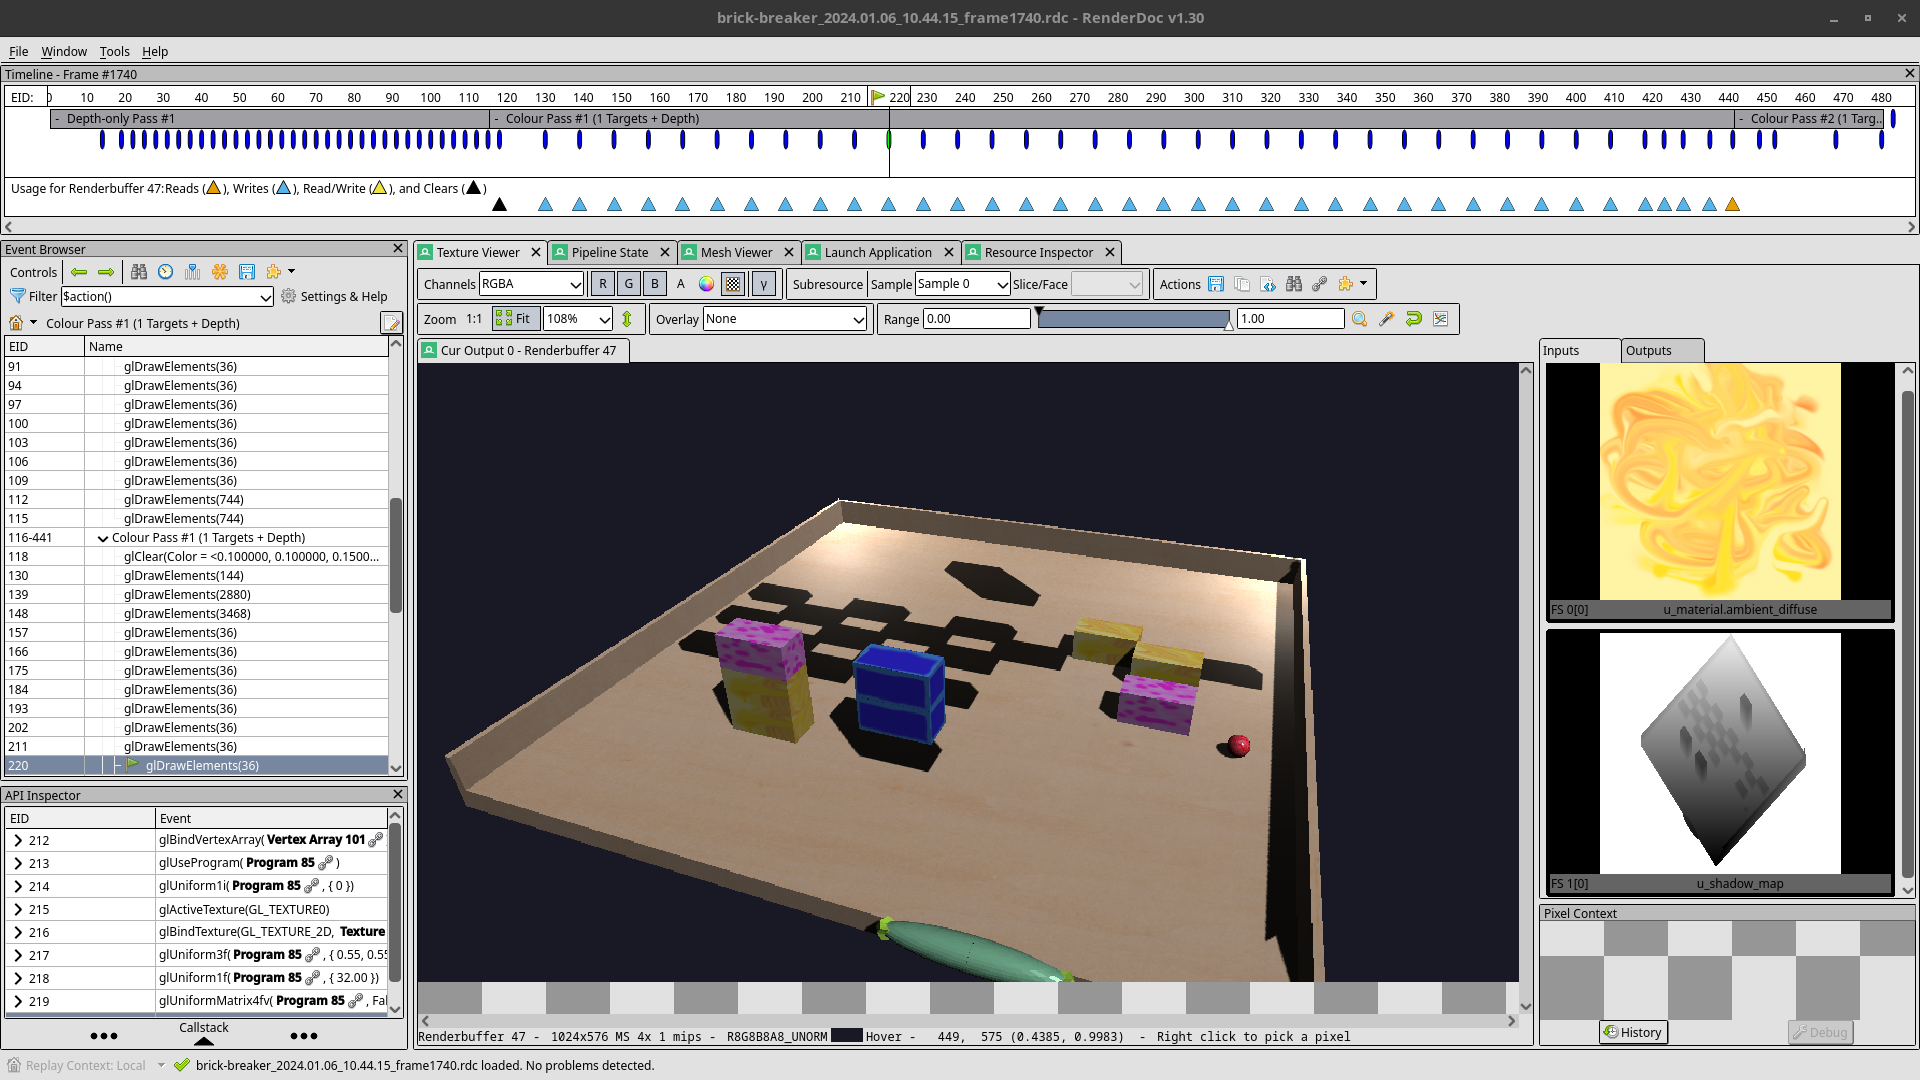 brick-breaker_2024.01.06_10.44.15_frame1740.rdc - RenderDoc v1.30
File Window Tools Help
Timeline - Frame #1740
EID: 0 10 20 30 40 50 60 70 80 90 100 110 120 130 140 150 160 170 180 190 200 210 220 230 240 250 260 270 280 290 300 310 320 330 340 350 360 370 380 390 400 410 420 430 440 450 460 470 480
- Depth-only Pass #1 - Colour Pass #1 (1 Targets + Depth) - Colour Pass #2 (1 Targ..
Usage for Renderbuffer 47:Reads ( ), Writes ( ), Read/Write ( ), and Clears ( )
Event Browser
Controls
Filter $action() Settings & Help
Colour Pass #1 (1 Targets + Depth)
EID Name
91 glDrawElements(36)
94 glDrawElements(36)
97 glDrawElements(36)
100 glDrawElements(36)
103 glDrawElements(36)
106 glDrawElements(36)
109 glDrawElements(36)
112 glDrawElements(744)
115 glDrawElements(744)
116-441 Colour Pass #1 (1 Targets + Depth)
118 glClear(Color = <0.100000, 0.100000, 0.1500...
130 glDrawElements(144)
139 glDrawElements(2880)
148 glDrawElements(3468)
157 glDrawElements(36)
166 glDrawElements(36)
175 glDrawElements(36)
184 glDrawElements(36)
193 glDrawElements(36)
202 glDrawElements(36)
211 glDrawElements(36)
220 glDrawElements(36)
API Inspector
EID Event
212 glBindVertexArray( Vertex Array 101
213 glUseProgram( Program 85 )
214 glUniform1i( Program 85 , { 0 })
215 glActiveTexture(GL_TEXTURE0)
216 glBindTexture(GL_TEXTURE_2D, Texture
217 glUniform3f( Program 85 , { 0.55, 0.55
218 glUniform1f( Program 85 , { 32.00 })
219 glUniformMatrix4fv( Program 85 , Fal
Callstack
Texture Viewer Pipeline State Mesh Viewer Launch Application Resource Inspector
Channels RGBA R G B A γ Subresource Sample Sample 0 Slice/Face Actions
Zoom 1:1 Fit 108% Overlay None Range 0.00 1.00
Cur Output 0 - Renderbuffer 47
Renderbuffer 47 - 1024x576 MS 4x 1 mips - R8G8B8A8_UNORM Hover - 449, 575 (0.4385, 0.9983) - Right click to pick a pixel
Inputs Outputs
FS 0[0] u_material.ambient_diffuse
FS 1[0] u_shadow_map
Pixel Context
History Debug
Replay Context: Local brick-breaker_2024.01.06_10.44.15_frame1740.rdc loaded. No problems detected.